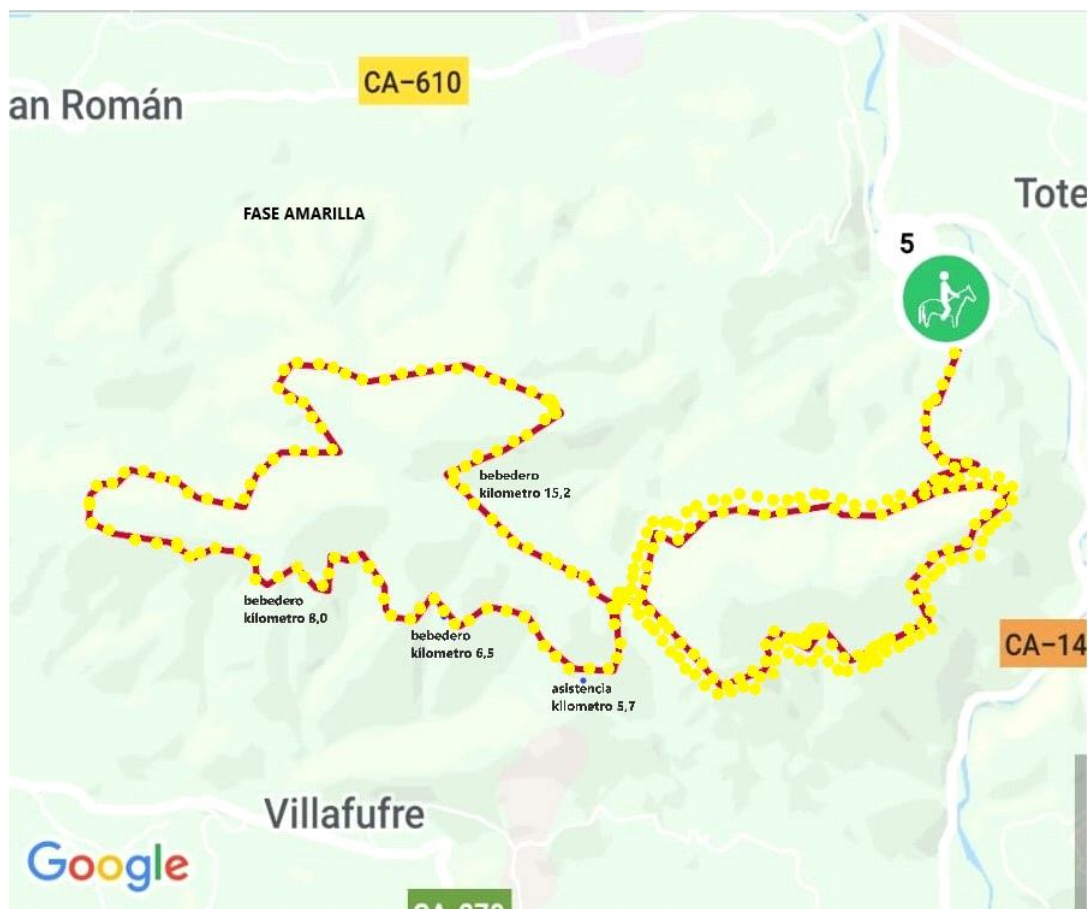 CA-610
an Román
Tote
FASE AMARILLA
5
bebedero
kilometro 15,2
bebedero
kilometro 8,0
bebedero
kilometro 6,5
CA-14
asistencia
kilometro 5,7
Villafufre
Google